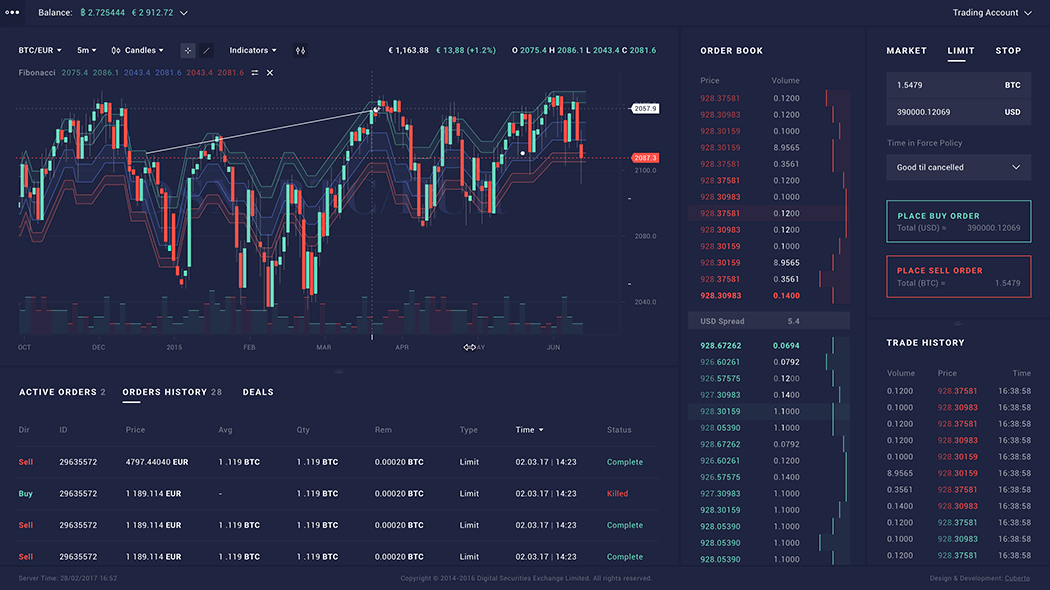 Balance: ฿ 2.725444 € 2 912.72
Trading Account
BTC/EUR 5m Candles Indicators
€ 1,163.88 € 13,88 (+1.2%) O 2075.4 H 2086.1 L 2043.4 C 2081.6
Fibonacci 2075.4 2086.1 2043.4 2081.6 2043.4 2081.6
2057.9
2087.3
2100.0
2080.0
2040.0
OCT DEC 2015 FEB MAR APR MAY JUN
ACTIVE ORDERS 2 ORDERS HISTORY 28 DEALS
Dir ID Price Avg Qty Rem Type Time Status
Sell 29635572 4797.44040 EUR 1 .119 BTC 1 .119 BTC 0.00020 BTC Limit 02.03.17 | 14:23 Complete
Buy 29635572 1 189.114 EUR - 1 .119 BTC 0.00020 BTC Limit 02.03.17 | 14:23 Killed
Sell 29635572 1 189.114 EUR 1 .119 BTC 1 .119 BTC 0.00020 BTC Limit 02.03.17 | 14:23 Complete
Sell 29635572 1 189.114 EUR 1 .119 BTC 1 .119 BTC 0.00020 BTC Limit 02.03.17 | 14:23 Complete
ORDER BOOK
Price Volume
928.37581 0.1200
928.30983 0.1200
928.30159 0.1000
928.30159 8.9565
928.37581 0.3561
928.37581 0.1200
928.30983 0.1000
928.37581 0.1200
928.30983 0.1200
928.30159 0.1000
928.30159 8.9565
928.37581 0.3561
928.30983 0.1400
USD Spread 5.4
928.67262 0.0694
926.60261 0.0792
926.57575 0.1200
927.30983 0.1400
928.30159 1.1000
928.05390 1.1000
928.67262 0.0792
926.60261 0.1200
926.57575 0.1400
927.30983 1.1000
928.30159 1.1000
928.05390 1.1000
928.05390 1.1000
928.05390 1.1000
MARKET LIMIT STOP
1.5479 BTC
390000.12069 USD
Time in Force Policy
Good til cancelled
PLACE BUY ORDER
Total (USD) ≈ 390000.12069
PLACE SELL ORDER
Total (BTC) ≈ 1.5479
TRADE HISTORY
Volume Price Time
0.1200 928.37581 16:38:58
0.1000 928.30983 16:38:58
0.1200 928.37581 16:38:58
0.1200 928.30983 16:38:58
0.1000 928.30159 16:38:58
8.9565 928.30159 16:38:58
0.3561 928.37581 16:38:58
0.1400 928.30983 16:38:58
0.1200 928.37581 16:38:58
0.1000 928.30983 16:38:58
0.1200 928.37581 16:38:58
Server Time: 28/02/2017 16:52
Copyright © 2014-2016 Digital Securities Exchange Limited. All rights reserved.
Design & Development: Cuberto